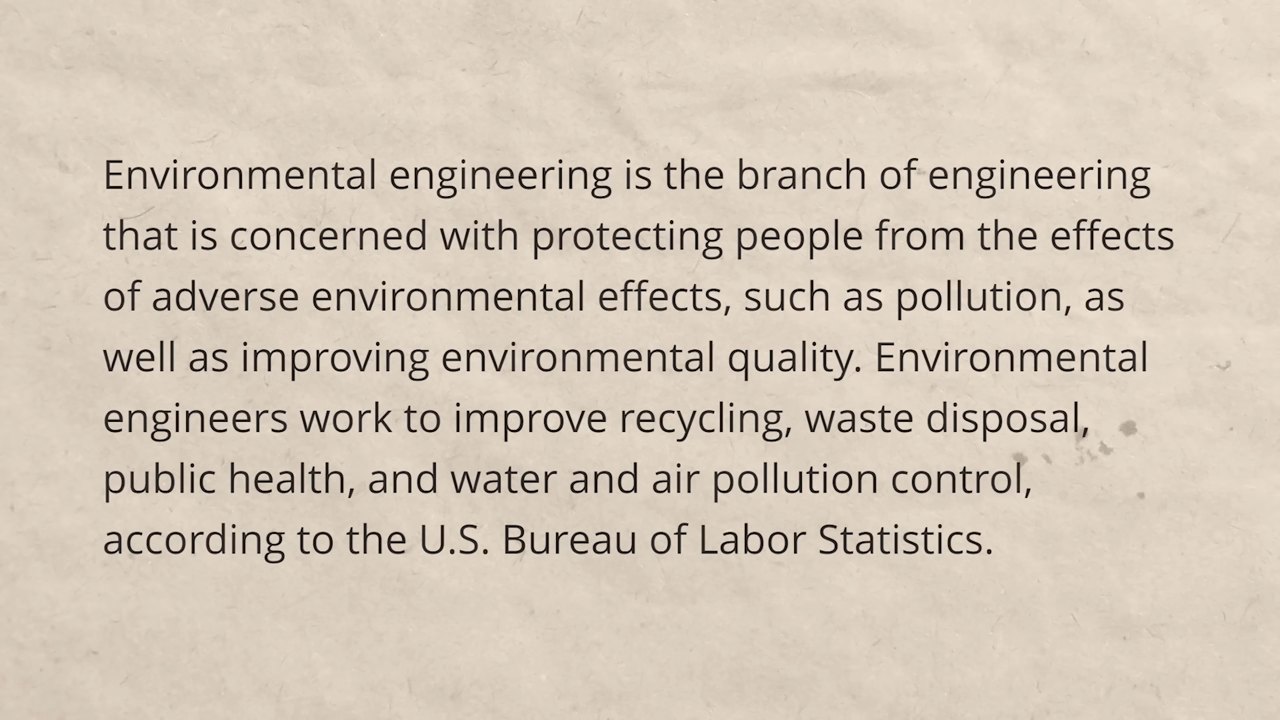 Environmental engineering is the branch of engineering
that is concerned with protecting people from the effects
of adverse environmental effects, such as pollution, as
well as improving environmental quality. Environmental
engineers work to improve recycling, waste disposal,
public health, and water and air pollution control,
according to the U.S. Bureau of Labor Statistics.